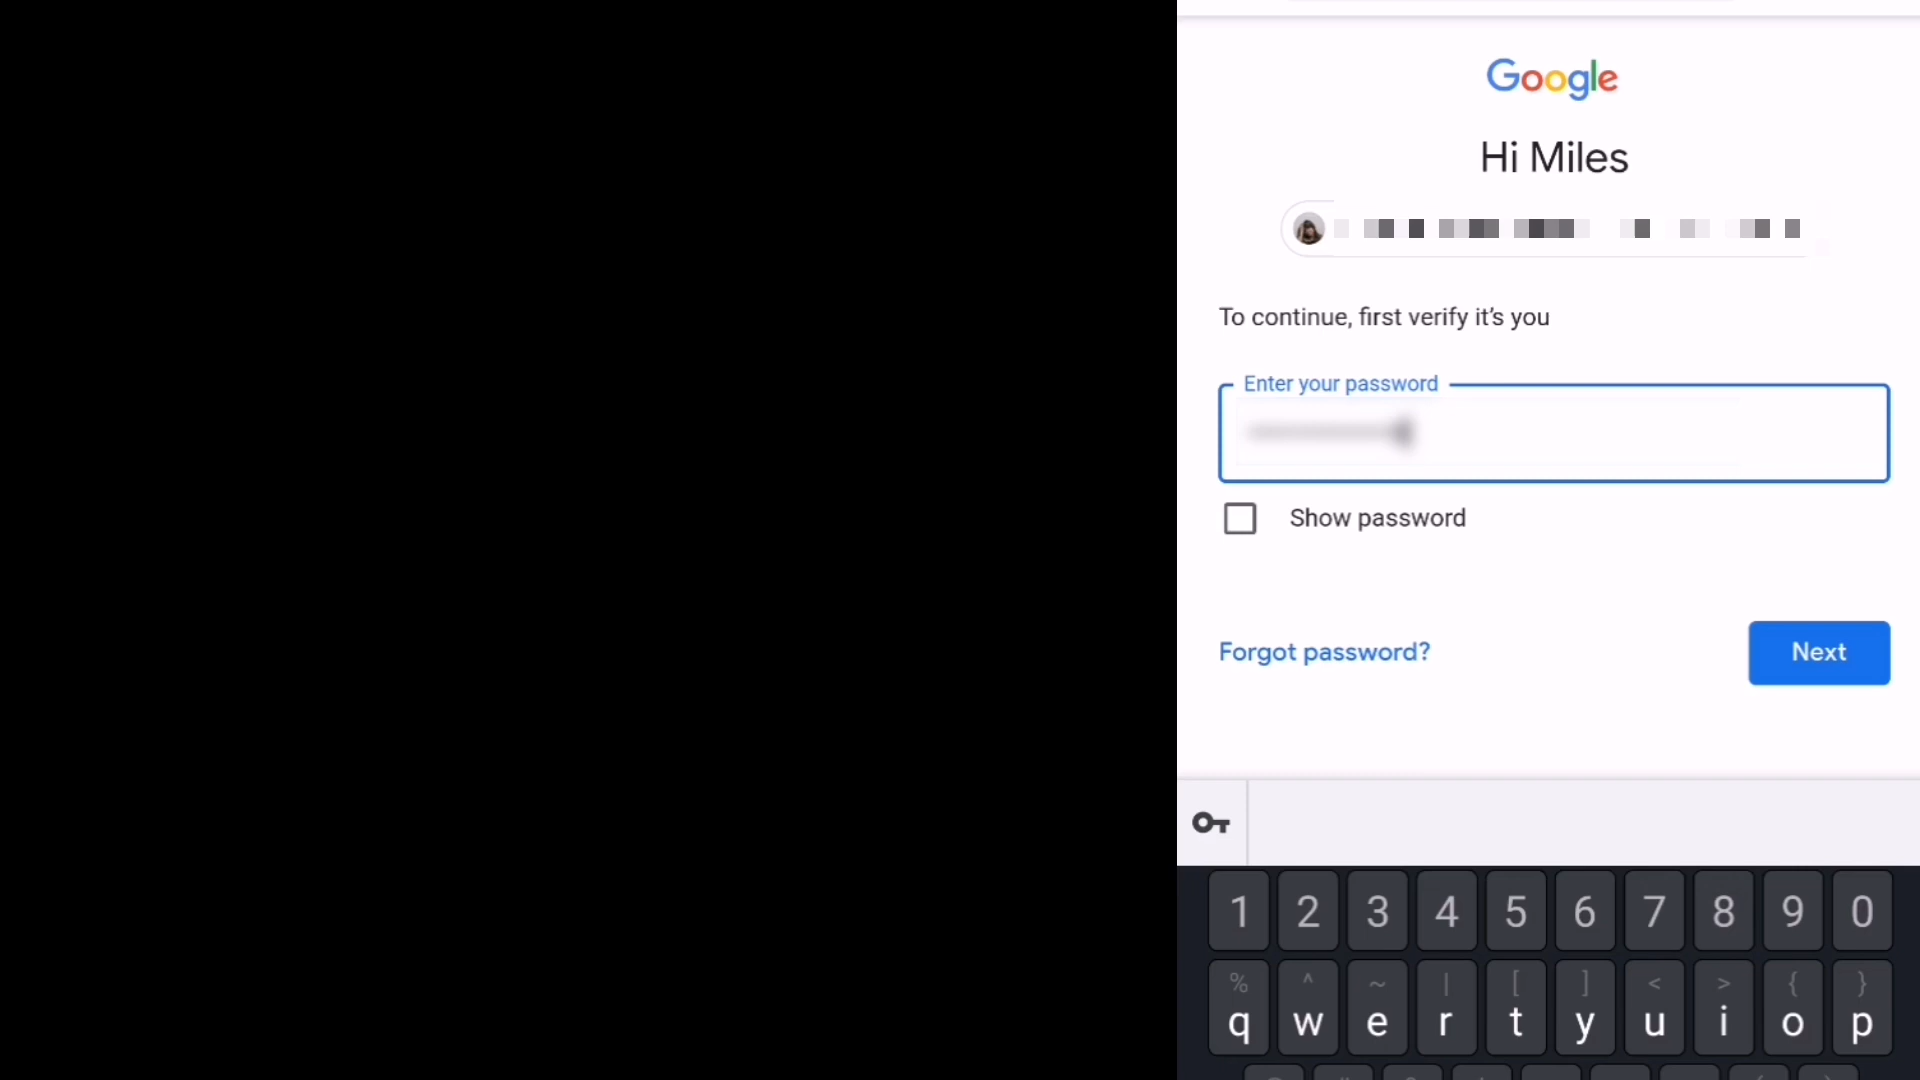 Google
Hi Miles
To continue, first verify it's you
Enter your password
Show password
Forgot password?
Next
1 2 3 4 5 6 7 8 9 0
% ^ ~ | [ ] < > { }
q w e r t y u i o p